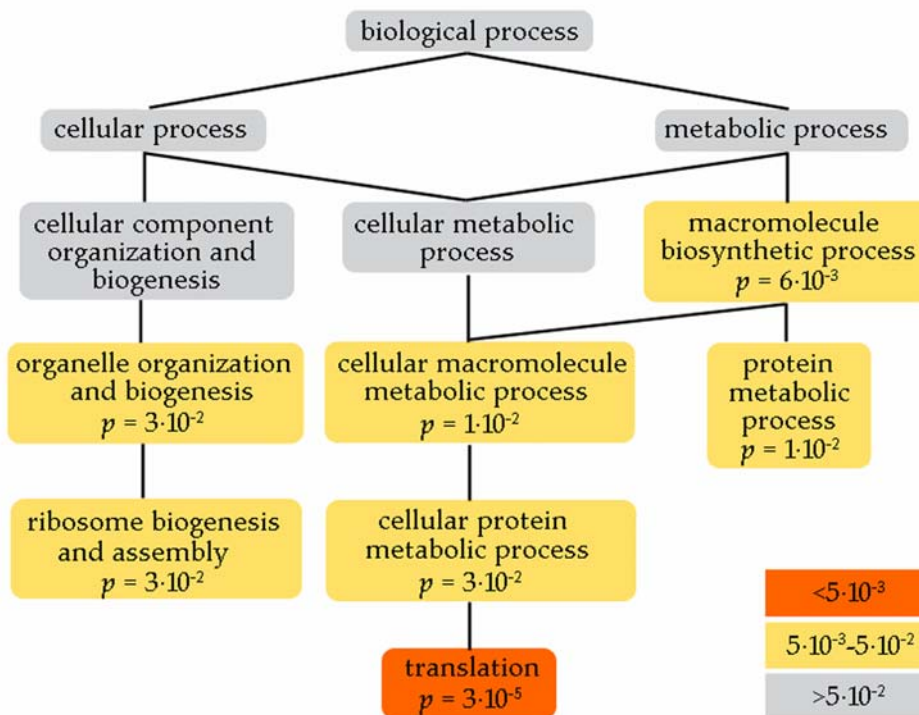 biological process
cellular process
metabolic process
cellular component
organization and
biogenesis
cellular metabolic
process
macromolecule
biosynthetic process
p = 6·10⁻³
organelle organization
and biogenesis
p = 3·10⁻²
cellular macromolecule
metabolic process
p = 1·10⁻²
protein
metabolic
process
p = 1·10⁻²
ribosome biogenesis
and assembly
p = 3·10⁻²
cellular protein
metabolic process
p = 3·10⁻²
translation
p = 3·10⁻⁵
<5·10⁻³
5·10⁻³-5·10⁻²
>5·10⁻²